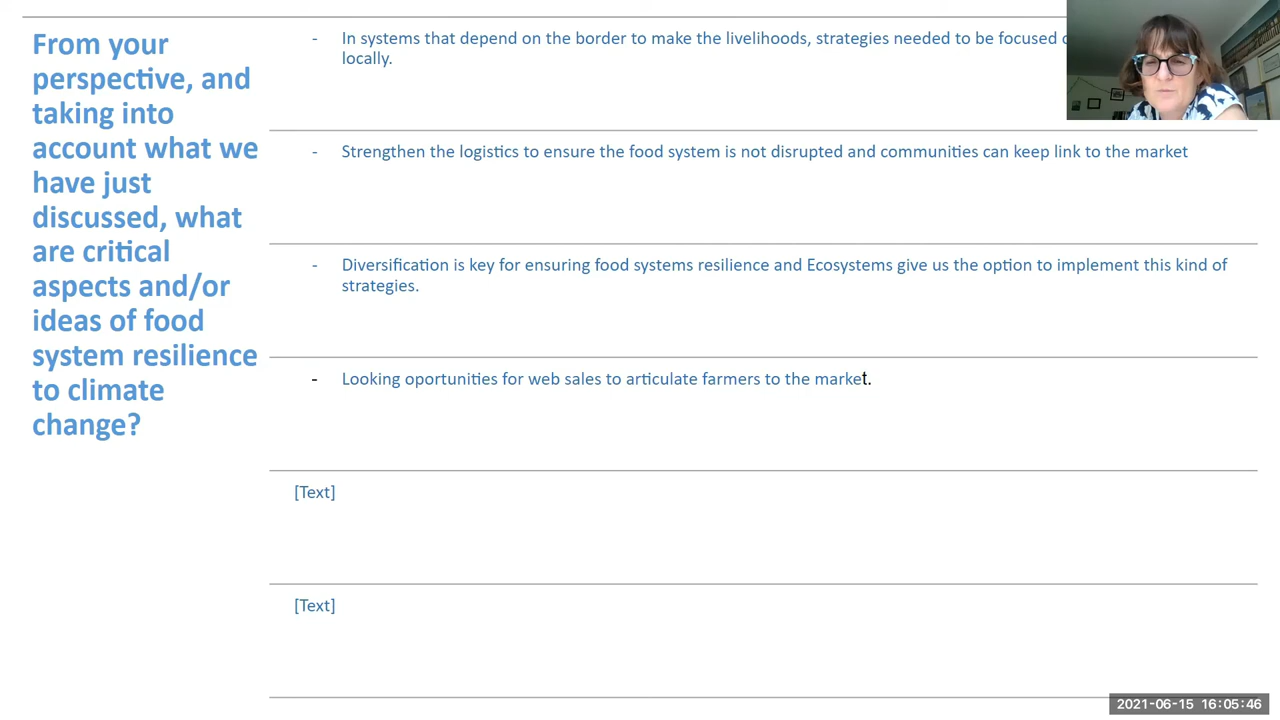 From your
perspective, and
taking into
account what we
have just
discussed, what
are critical
aspects and/or
ideas of food
system resilience
to climate
change?
- In systems that depend on the border to make the livelihoods, strategies needed to be focused
locally.
- Strengthen the logistics to ensure the food system is not disrupted and communities can keep link to the market
- Diversification is key for ensuring food systems resilience and Ecosystems give us the option to implement this kind of
strategies.
- Looking oportunities for web sales to articulate farmers to the market.
[Text]
[Text]
2021-06-15 16:05:46